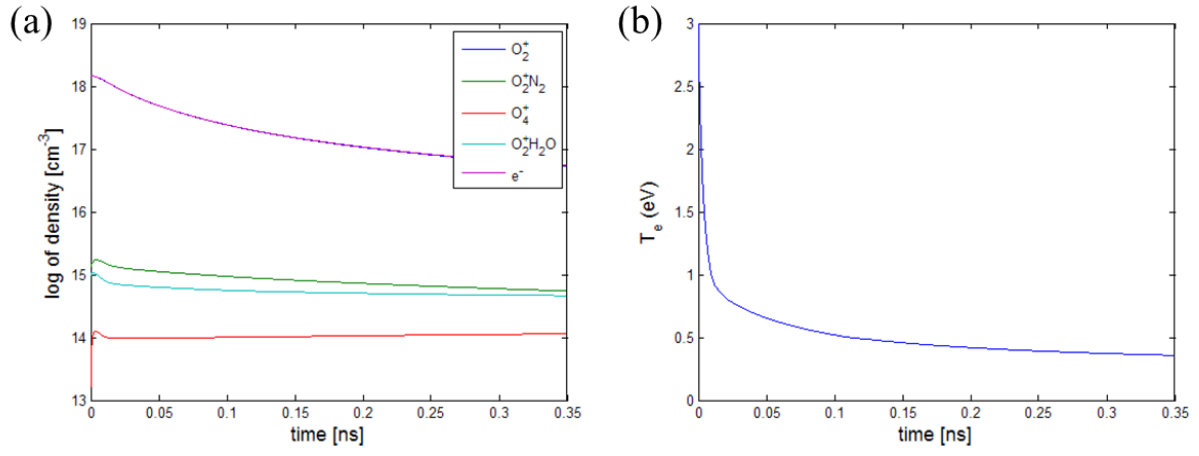 (a)
log of density [cm⁻³]
19
18
17
16
15
14
13
0 0.05 0.1 0.15 0.2 0.25 0.3 0.35
time [ns]
O₂⁺
O₂⁺N₂
O₄⁺
O₂⁺H₂O
e⁻
(b)
Tₑ (eV)
3
2.5
2
1.5
1
0.5
0
0 0.05 0.1 0.15 0.2 0.25 0.3 0.35
time [ns]